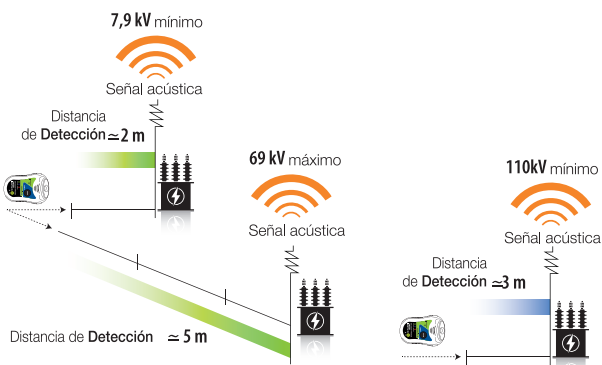 7,9 kV mínimo
Señal acústica
Distancia
de Detección ≃ 2 m
69 kV máximo
Señal acústica
Distancia de Detección ≃ 5 m
110kV mínimo
Señal acústica
Distancia
de Detección ≃3 m